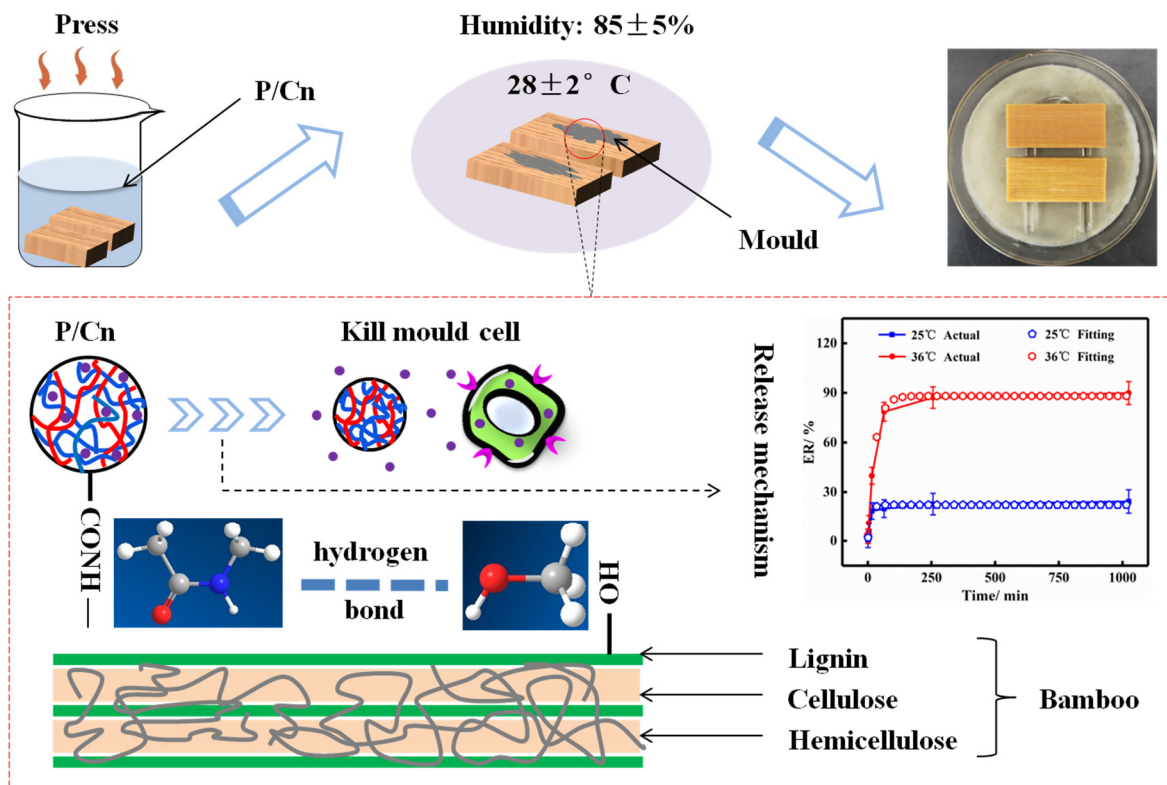 Press
Humidity: 85±5%
P/Cn
28±2° C
Mould
P/Cn
Kill mould cell
Release mechanism
25℃ Actual
25℃ Fitting
36℃ Actual
36℃ Fitting
120
90
60
30
0
ER/ %
0
250
500
750
1000
Time/ min
CONH
hydrogen
bond
HO
Lignin
Cellulose
Hemicellulose
Bamboo